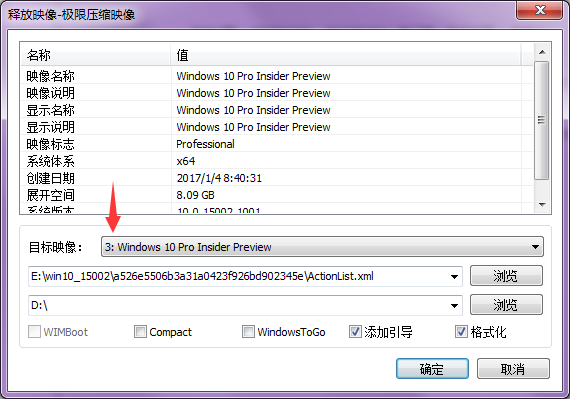 释放映像-极限压缩映像
名称 值
映像名称 Windows 10 Pro Insider Preview
映像说明 Windows 10 Pro Insider Preview
显示名称 Windows 10 Pro Insider Preview
显示说明 Windows 10 Pro Insider Preview
映像标志 Professional
系统体系 x64
创建日期 2017/1/4 8:40:31
展开空间 8.09 GB
系统版本 10.0.15002.1001
目标映像： 3: Windows 10 Pro Insider Preview
E:\win10_15002\a526e5506b3a31a0423f926bd902345e\ActionList.xml 浏览
D:\ 浏览
WIMBoot Compact WindowsToGo 添加引导 格式化
确定 取消